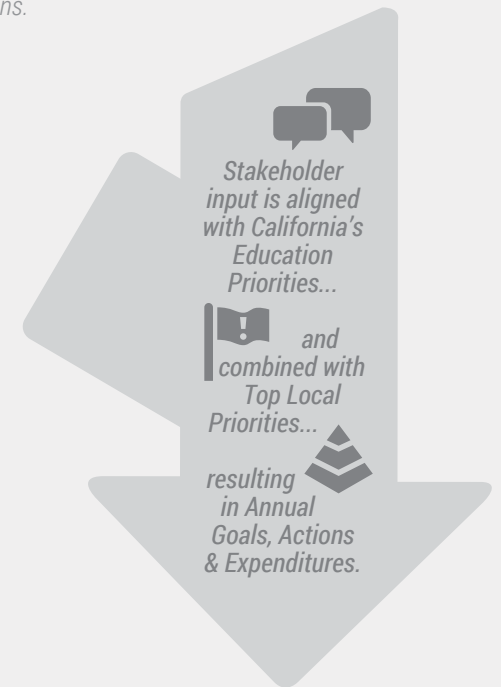 ns.
Stakeholder
input is aligned
with California's
Education
Priorities...
!
and
combined with
Top Local
Priorities...
resulting
in Annual
Goals, Actions
& Expenditures.